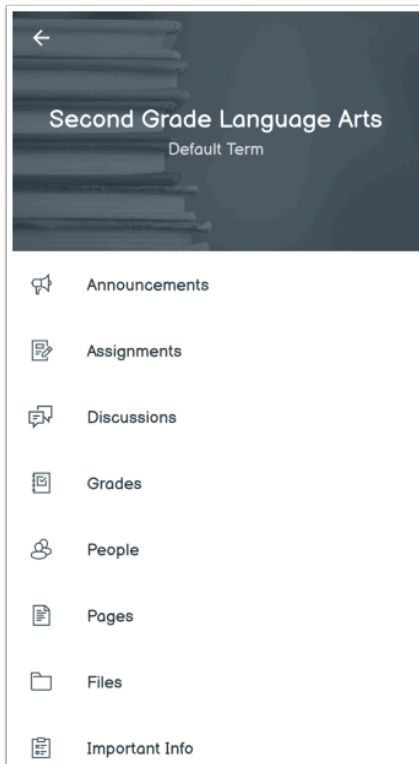 Second Grade Language Arts
Default Term
Announcements
Assignments
Discussions
Grades
People
Pages
Files
Important Info